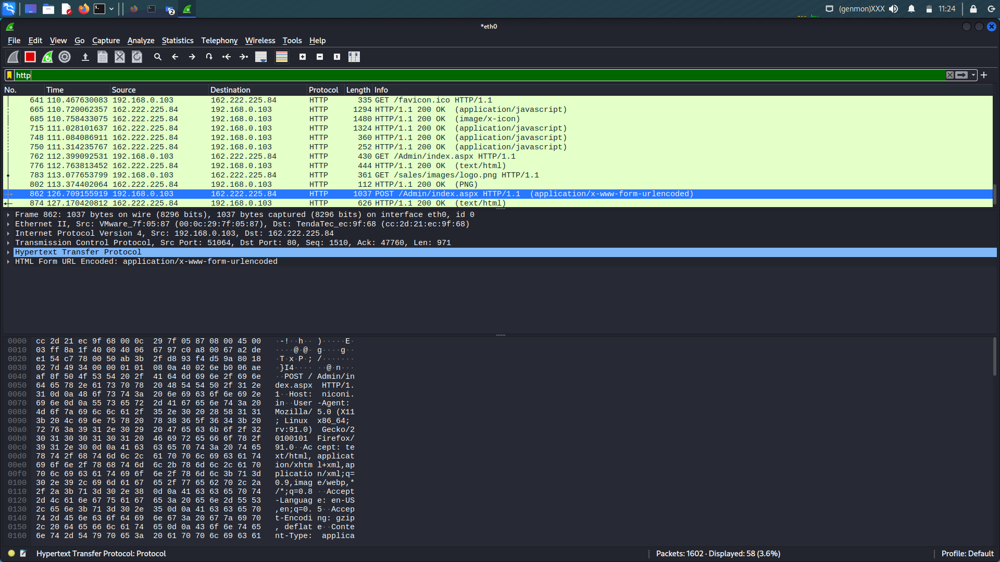 2
(genmon)XXX
11:24
*eth0
File Edit View Go Capture Analyze Statistics Telephony Wireless Tools Help
http
No. Time Source Destination Protocol Length Info
641 110.467630083 192.168.0.103 162.222.225.84 HTTP 335 GET /favicon.ico HTTP/1.1
665 110.720062357 162.222.225.84 192.168.0.103 HTTP 1294 HTTP/1.1 200 OK (application/javascript)
685 110.758433075 162.222.225.84 192.168.0.103 HTTP 1480 HTTP/1.1 200 OK (image/x-icon)
715 111.028101637 162.222.225.84 192.168.0.103 HTTP 1324 HTTP/1.1 200 OK (application/javascript)
748 111.084086911 162.222.225.84 192.168.0.103 HTTP 360 HTTP/1.1 200 OK (application/javascript)
750 111.314235767 162.222.225.84 192.168.0.103 HTTP 252 HTTP/1.1 200 OK (application/javascript)
762 112.399092531 192.168.0.103 162.222.225.84 HTTP 430 GET /Admin/index.aspx HTTP/1.1
776 112.763813452 162.222.225.84 192.168.0.103 HTTP 444 HTTP/1.1 200 OK (text/html)
783 113.077653799 192.168.0.103 162.222.225.84 HTTP 361 GET /sales/images/logo.png HTTP/1.1
802 113.374402064 162.222.225.84 192.168.0.103 HTTP 112 HTTP/1.1 200 OK (PNG)
862 126.709155919 192.168.0.103 162.222.225.84 HTTP 1037 POST /Admin/index.aspx HTTP/1.1 (application/x-www-form-urlencoded)
874 127.170420812 162.222.225.84 192.168.0.103 HTTP 626 HTTP/1.1 200 OK (text/html)
Frame 862: 1037 bytes on wire (8296 bits), 1037 bytes captured (8296 bits) on interface eth0, id 0
Ethernet II, Src: VMware_7f:05:87 (00:0c:29:7f:05:87), Dst: TendaTec_ec:9f:68 (cc:2d:21:ec:9f:68)
Internet Protocol Version 4, Src: 192.168.0.103, Dst: 162.222.225.84
Transmission Control Protocol, Src Port: 51064, Dst Port: 80, Seq: 1510, Ack: 47760, Len: 971
Hypertext Transfer Protocol
HTML Form URL Encoded: application/x-www-form-urlencoded
0000 cc 2d 21 ec 9f 68 00 0c 29 7f 05 87 08 00 45 00 ·-!··h·· )·····E·
0010 03 ff 8a 1f 40 00 40 06 67 97 c0 a8 00 67 a2 de ····@·@· g····g··
0020 e1 54 c7 78 00 50 ab 3b 2f d8 93 f4 d5 9a 80 18 ·T·x·P·; /·······
0030 02 7d 49 34 00 00 01 01 08 0a 40 02 6e b0 06 ae ·}I4···· ··@·n···
0040 af 8f 50 4f 53 54 20 2f 41 64 6d 69 6e 2f 69 6e ··POST / Admin/in
0050 64 65 78 2e 61 73 70 78 20 48 54 54 50 2f 31 2e dex.aspx HTTP/1.
0060 31 0d 0a 48 6f 73 74 3a 20 6e 69 63 6f 6e 69 2e 1··Host: niconi.
0070 69 6e 0d 0a 55 73 65 72 2d 41 67 65 6e 74 3a 20 in··User -Agent:
0080 4d 6f 7a 69 6c 6c 61 2f 35 2e 30 20 28 58 31 31 Mozilla/ 5.0 (X11
0090 3b 20 4c 69 6e 75 78 20 78 38 36 5f 36 34 3b 20 ; Linux x86_64;
00a0 72 76 3a 39 31 2e 30 29 20 47 65 63 6b 6f 2f 32 rv:91.0) Gecko/2
00b0 30 31 30 30 31 30 31 20 46 69 72 65 66 6f 78 2f 0100101 Firefox/
00c0 39 31 2e 30 0d 0a 41 63 63 65 70 74 3a 20 74 65 91.0··Ac cept: te
00d0 78 74 2f 68 74 6d 6c 2c 61 70 70 6c 69 63 61 74 xt/html, applicat
00e0 69 6f 6e 2f 78 68 74 6d 6c 2b 78 6d 6c 2c 61 70 ion/xhtm l+xml,ap
00f0 70 6c 69 63 61 74 69 6f 6e 2f 78 6d 6c 3b 71 3d plicatio n/xml;q=
0100 30 2e 39 2c 69 6d 61 67 65 2f 77 65 62 70 2c 2a 0.9,imag e/webp,*
0110 2f 2a 3b 71 3d 30 2e 38 0d 0a 41 63 63 65 70 74 /*;q=0.8 ··Accept
0120 2d 4c 61 6e 67 75 61 67 65 3a 20 65 6e 2d 55 53 -Languag e: en-US
0130 2c 65 6e 3b 71 3d 30 2e 35 0d 0a 41 63 63 65 70 ,en;q=0. 5··Accep
0140 74 2d 45 6e 63 6f 64 69 6e 67 3a 20 67 7a 69 70 t-Encodi ng: gzip
0150 2c 20 64 65 66 6c 61 74 65 0d 0a 43 6f 6e 74 65 , deflat e··Conte
0160 6e 74 2d 54 79 70 65 3a 20 61 70 70 6c 69 63 61 nt-Type: applica
Hypertext Transfer Protocol: Protocol
Packets: 1602 · Displayed: 58 (3.6%)
Profile: Default